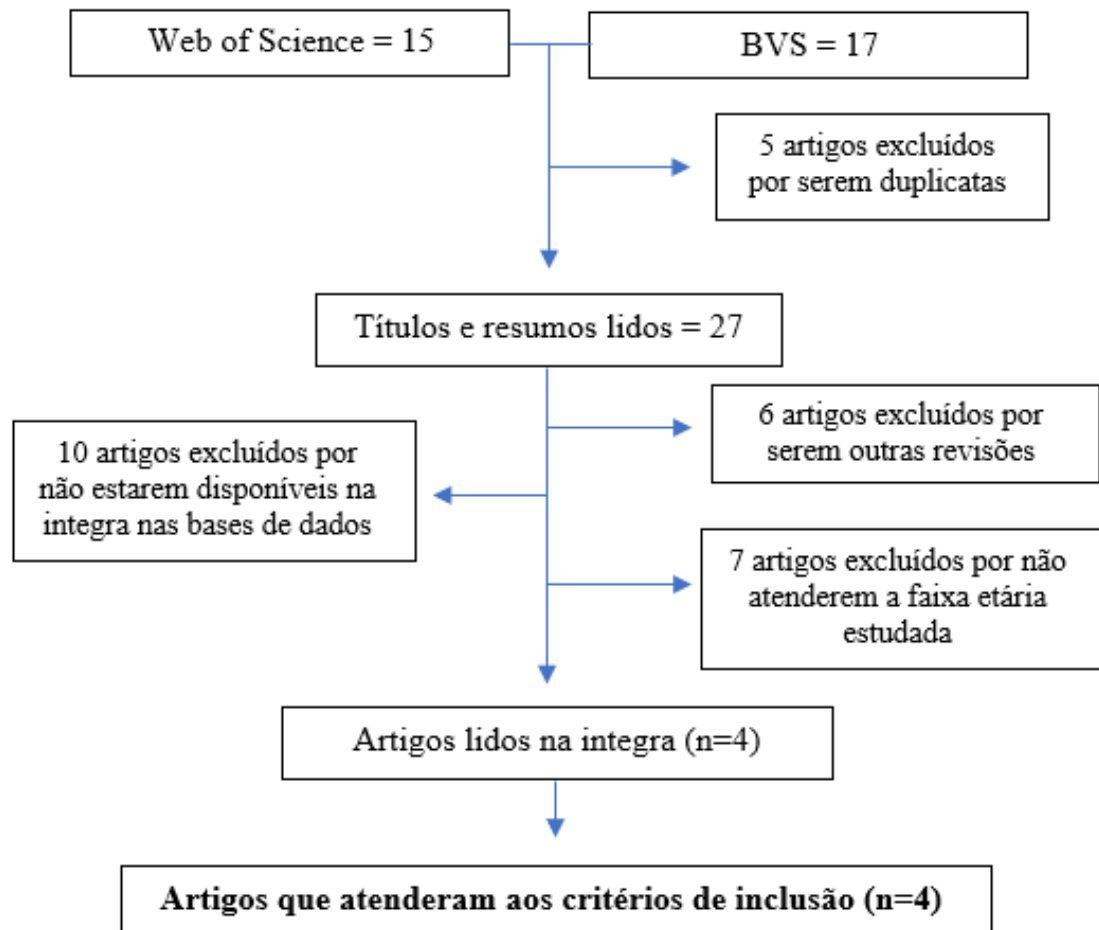 Web of Science = 15
BVS = 17
5 artigos excluídos
por serem duplicatas
Títulos e resumos lidos = 27
6 artigos excluídos por
serem outras revisões
10 artigos excluídos por
não estarem disponíveis na
integra nas bases de dados
7 artigos excluídos por não
atenderem a faixa etária
estudada
Artigos lidos na integra (n=4)
Artigos que atenderam aos critérios de inclusão (n=4)